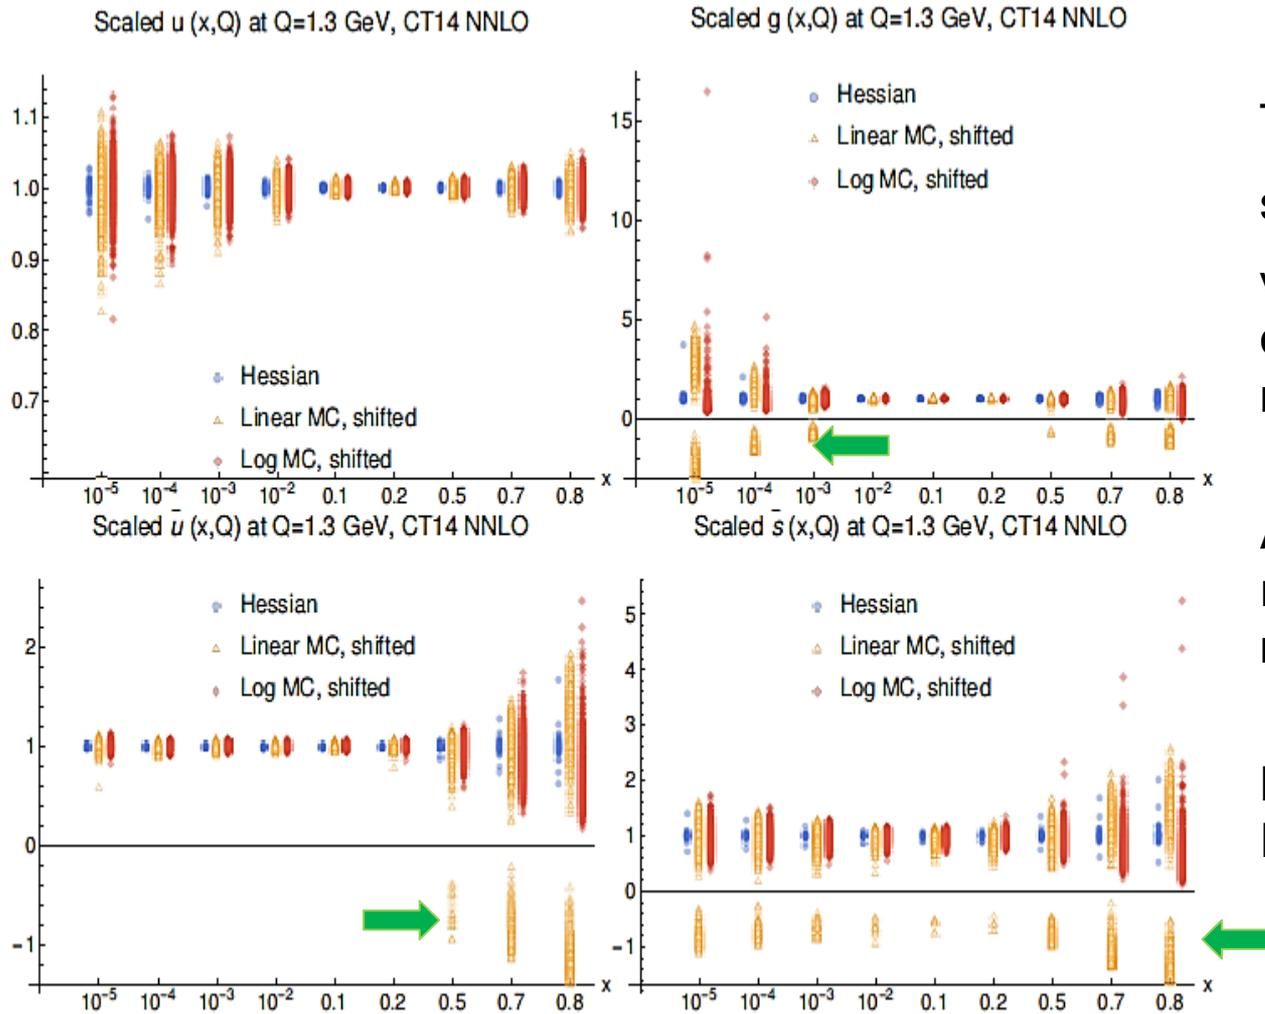 Scaled u (x,Q) at Q=1.3 GeV, CT14 NNLO
1.1
1.0
0.9
0.8
0.7
Hessian
Linear MC, shifted
Log MC, shifted
10⁻⁵ 10⁻⁴ 10⁻³ 10⁻² 0.1 0.2 0.5 0.7 0.8 x
Scaled g (x,Q) at Q=1.3 GeV, CT14 NNLO
Hessian
Linear MC, shifted
Log MC, shifted
15
10
5
0
10⁻⁵ 10⁻⁴ 10⁻³ 10⁻² 0.1 0.2 0.5 0.7 0.8 x
Scaled ū (x,Q) at Q=1.3 GeV, CT14 NNLO
Hessian
Linear MC, shifted
Log MC, shifted
2
1
0
−1
10⁻⁵ 10⁻⁴ 10⁻³ 10⁻² 0.1 0.2 0.5 0.7 0.8 x
Scaled s̄ (x,Q) at Q=1.3 GeV, CT14 NNLO
Hessian
Linear MC, shifted
Log MC, shifted
5
4
3
2
1
0
−1
10⁻⁵ 10⁻⁴ 10⁻³ 10⁻² 0.1 0.2 0.5 0.7 0.8 x